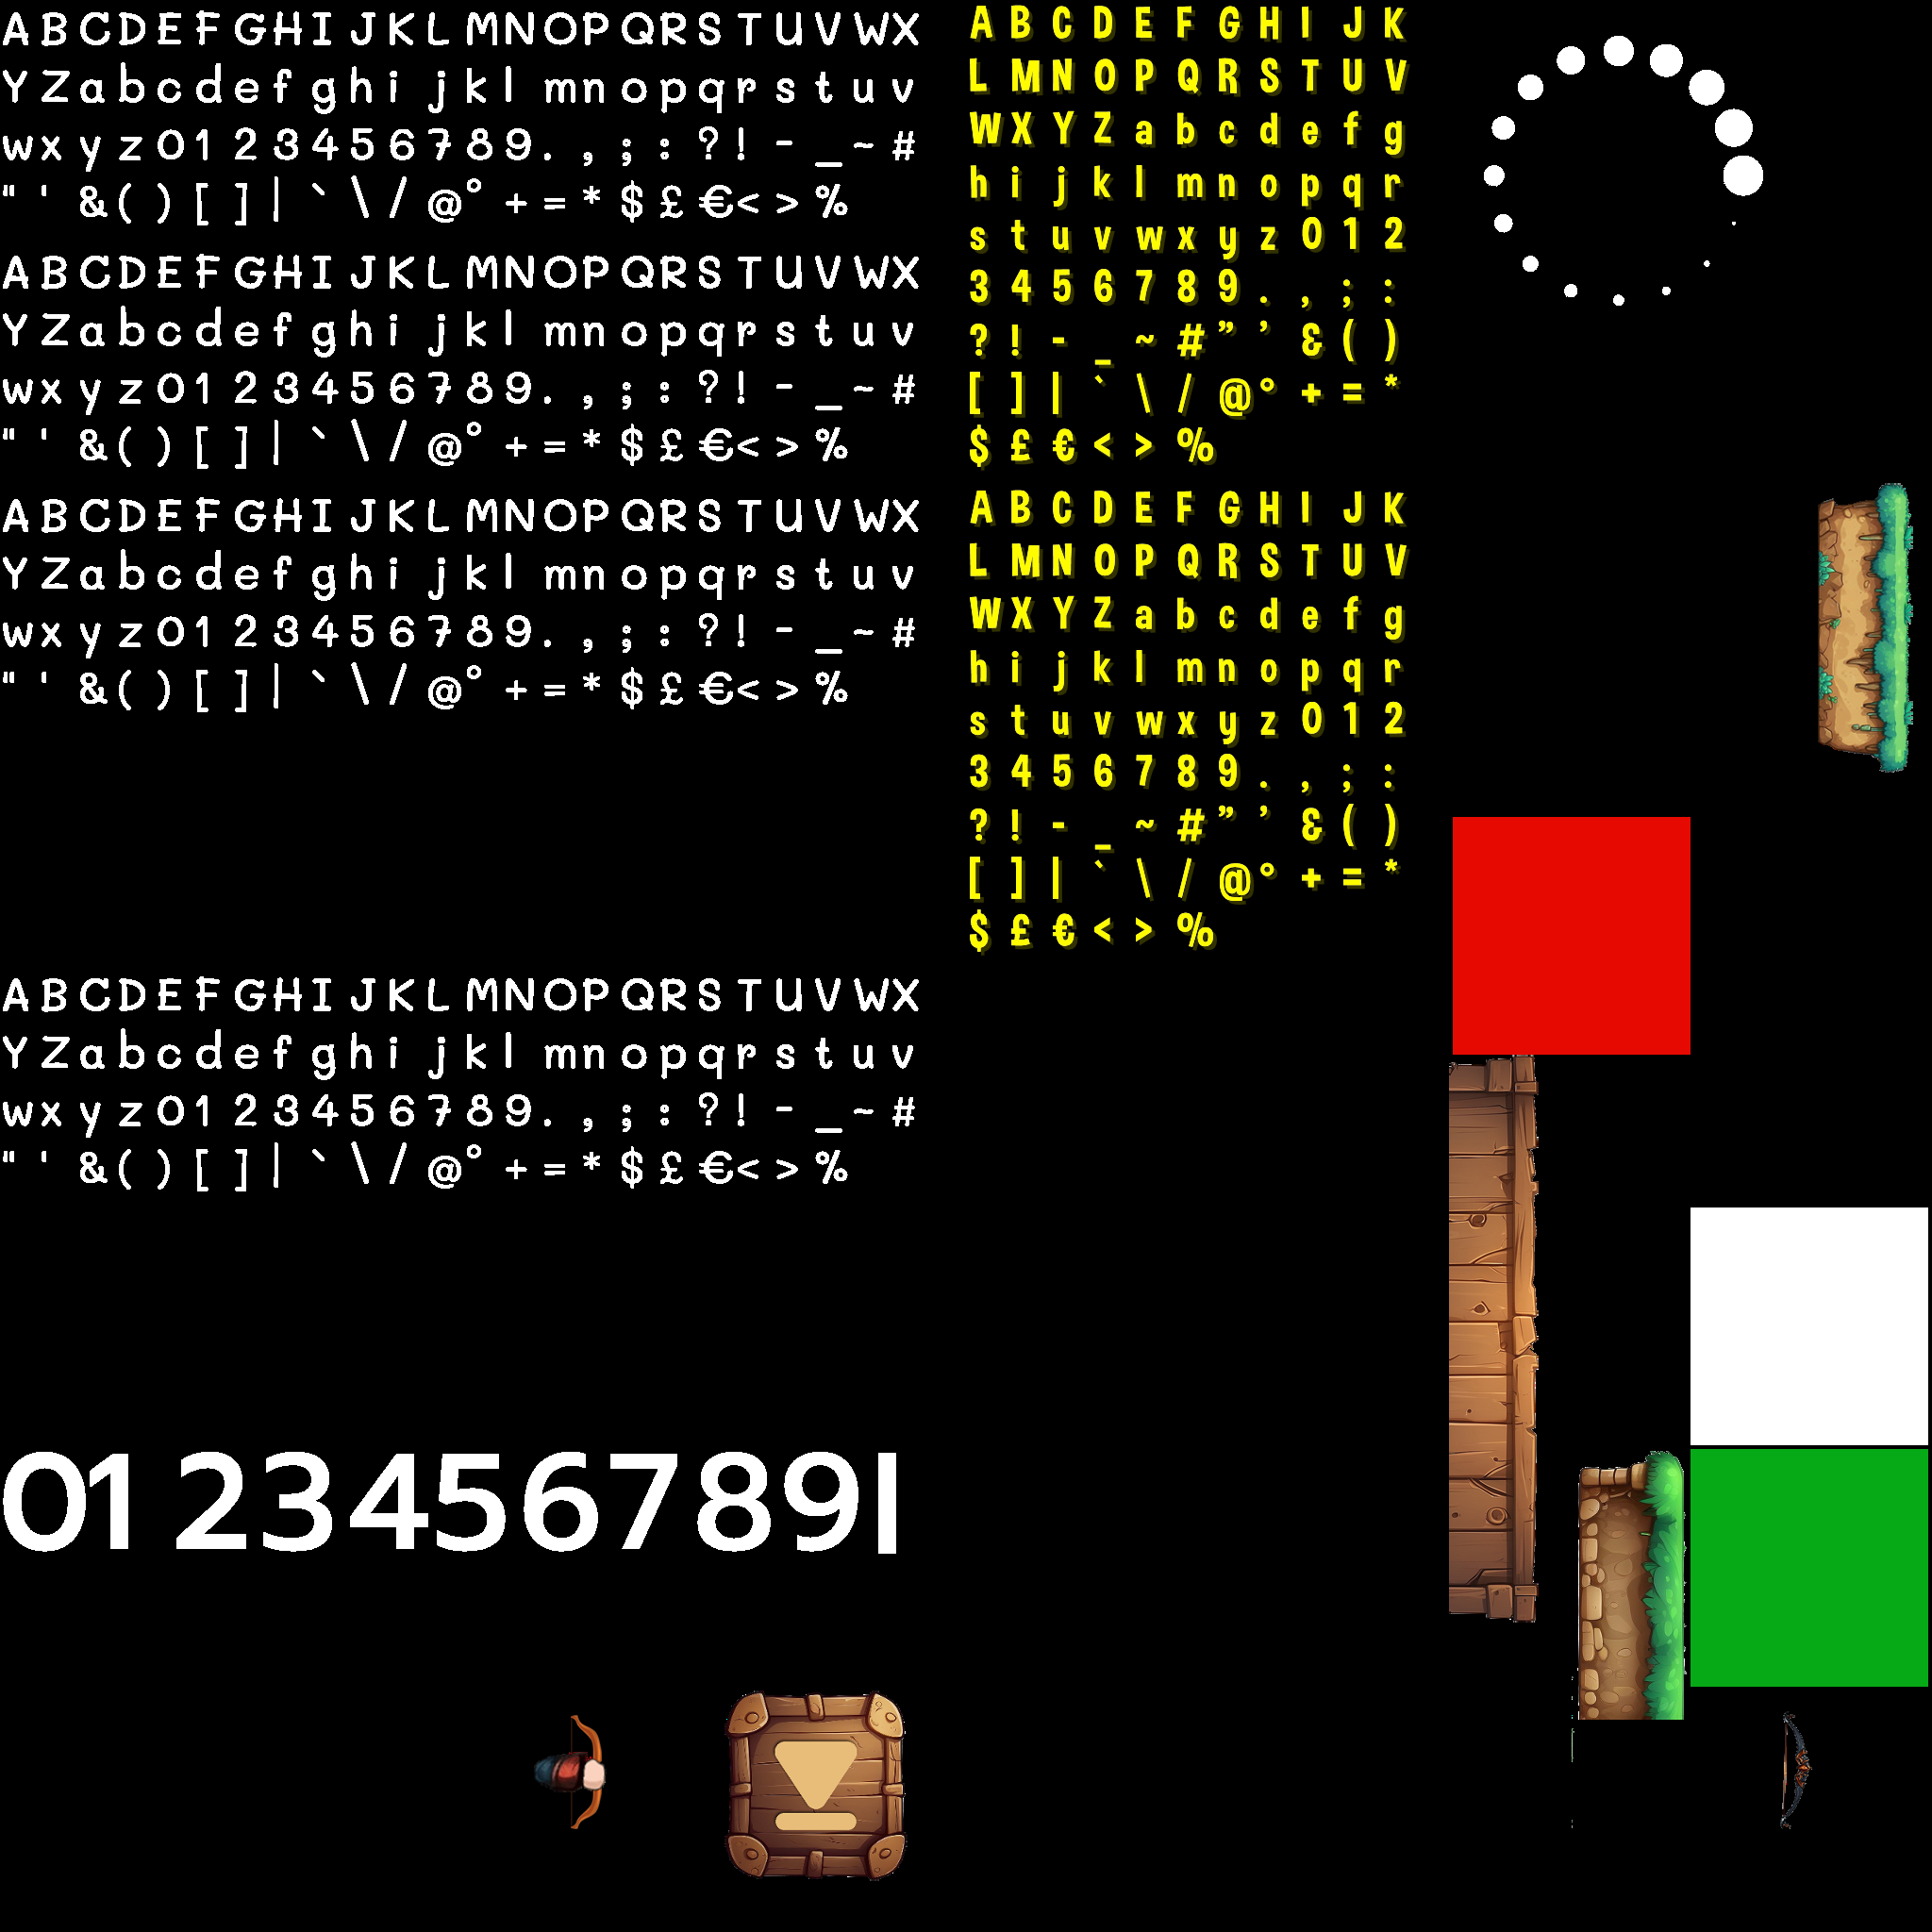 A B C D E F G H I J K L M N O P Q R S T U V W X
Y Z a b c d e f g h i j k l m n o p q r s t u v
w x y z 0 1 2 3 4 5 6 7 8 9 . , ; : ? ! - _ ~ #
" ' & ( ) [ ] | ` \ / @ ° + = * $ £ € < > %
A B C D E F G H I J K L M N O P Q R S T U V W X
Y Z a b c d e f g h i j k l m n o p q r s t u v
w x y z 0 1 2 3 4 5 6 7 8 9 . , ; : ? ! - _ ~ #
" ' & ( ) [ ] | ` \ / @ ° + = * $ £ € < > %
A B C D E F G H I J K L M N O P Q R S T U V W X
Y Z a b c d e f g h i j k l m n o p q r s t u v
w x y z 0 1 2 3 4 5 6 7 8 9 . , ; : ? ! - _ ~ #
" ' & ( ) [ ] | ` \ / @ ° + = * $ £ € < > %
A B C D E F G H I J K L M N O P Q R S T U V W X
Y Z a b c d e f g h i j k l m n o p q r s t u v
w x y z 0 1 2 3 4 5 6 7 8 9 . , ; : ? ! - _ ~ #
" ' & ( ) [ ] | ` \ / @ ° + = * $ £ € < > %
0 1 2 3 4 5 6 7 8 9 |
A B C D E F G H I J K
L M N O P Q R S T U V
W X Y Z a b c d e f g
h i j k l m n o p q r
s t u v w x y z 0 1 2
3 4 5 6 7 8 9 . , ; :
? ! - _ ~ # " ' & ( )
[ ] | ` \ / @ ° + = *
$ £ € < > %
A B C D E F G H I J K
L M N O P Q R S T U V
W X Y Z a b c d e f g
h i j k l m n o p q r
s t u v w x y z 0 1 2
3 4 5 6 7 8 9 . , ; :
? ! - _ ~ # " ' & ( )
[ ] | ` \ / @ ° + = *
$ £ € < > %